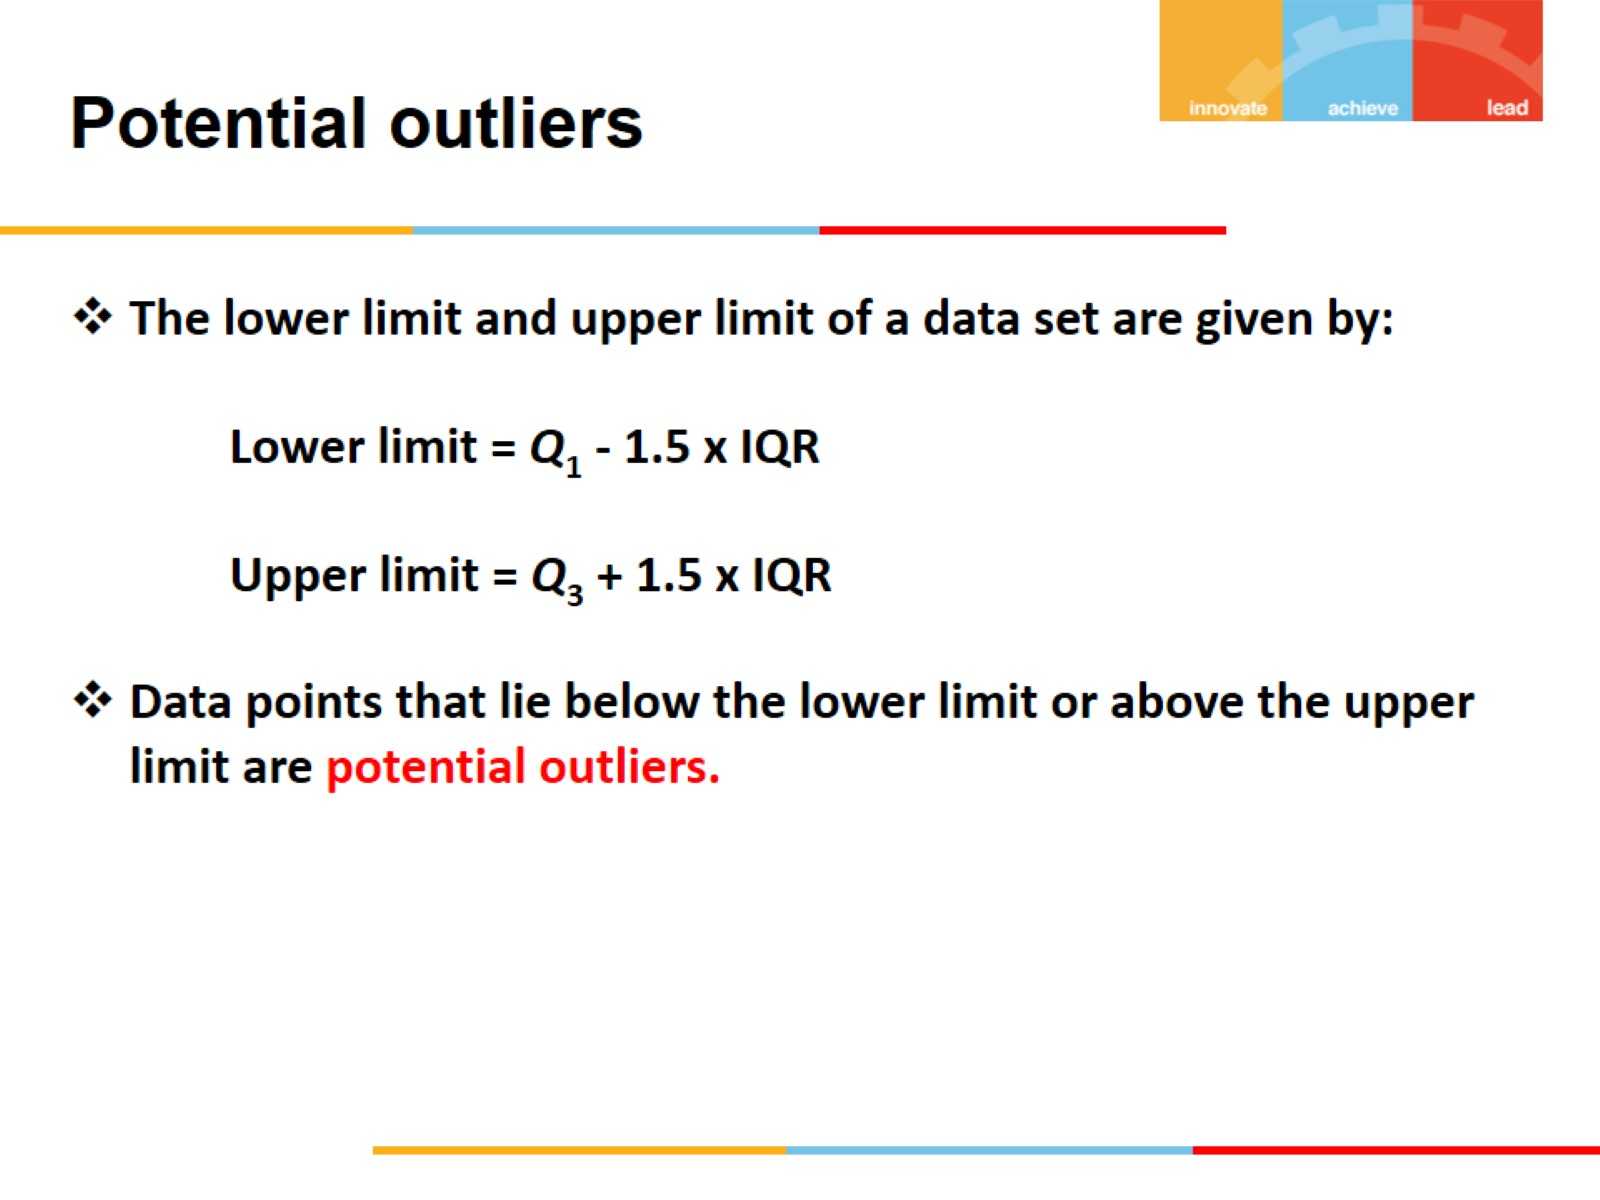 innovate achieve lead
Potential outliers
❖ The lower limit and upper limit of a data set are given by:
Lower limit = Q₁ - 1.5 x IQR
Upper limit = Q₃ + 1.5 x IQR
❖ Data points that lie below the lower limit or above the upper
limit are potential outliers.